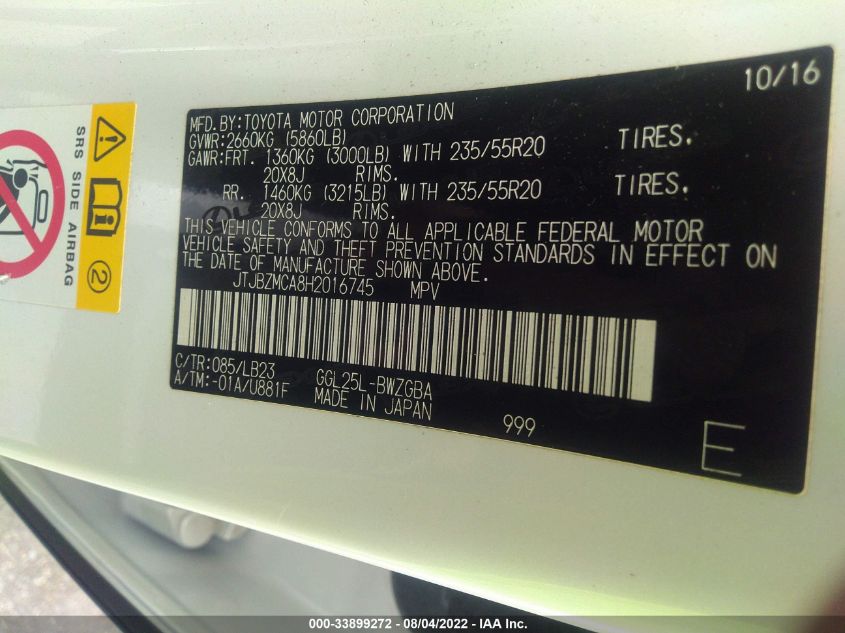 10/16
MFD.BY:TOYOTA MOTOR CORPORATION
GVWR:2660KG (5860LB)
GAWR:FRT. 1360KG (3000LB) WITH 235/55R20 TIRES.
20X8J RIMS.
RR. 1460KG (3215LB) WITH 235/55R20 TIRES.
20X8J RIMS.
THIS VEHICLE CONFORMS TO ALL APPLICABLE FEDERAL MOTOR
VEHICLE SAFETY AND THEFT PREVENTION STANDARDS IN EFFECT ON
THE DATE OF MANUFACTURE SHOWN ABOVE.
JTJBZMCA8H2016745 MPV
C/TR:085/LB23
A/TM:-01A/U881F
GGL25L-BWZGBA
MADE IN JAPAN
999
E
SRS SIDE AIRBAG
2
000-33899272 - 08/04/2022 - IAA Inc.